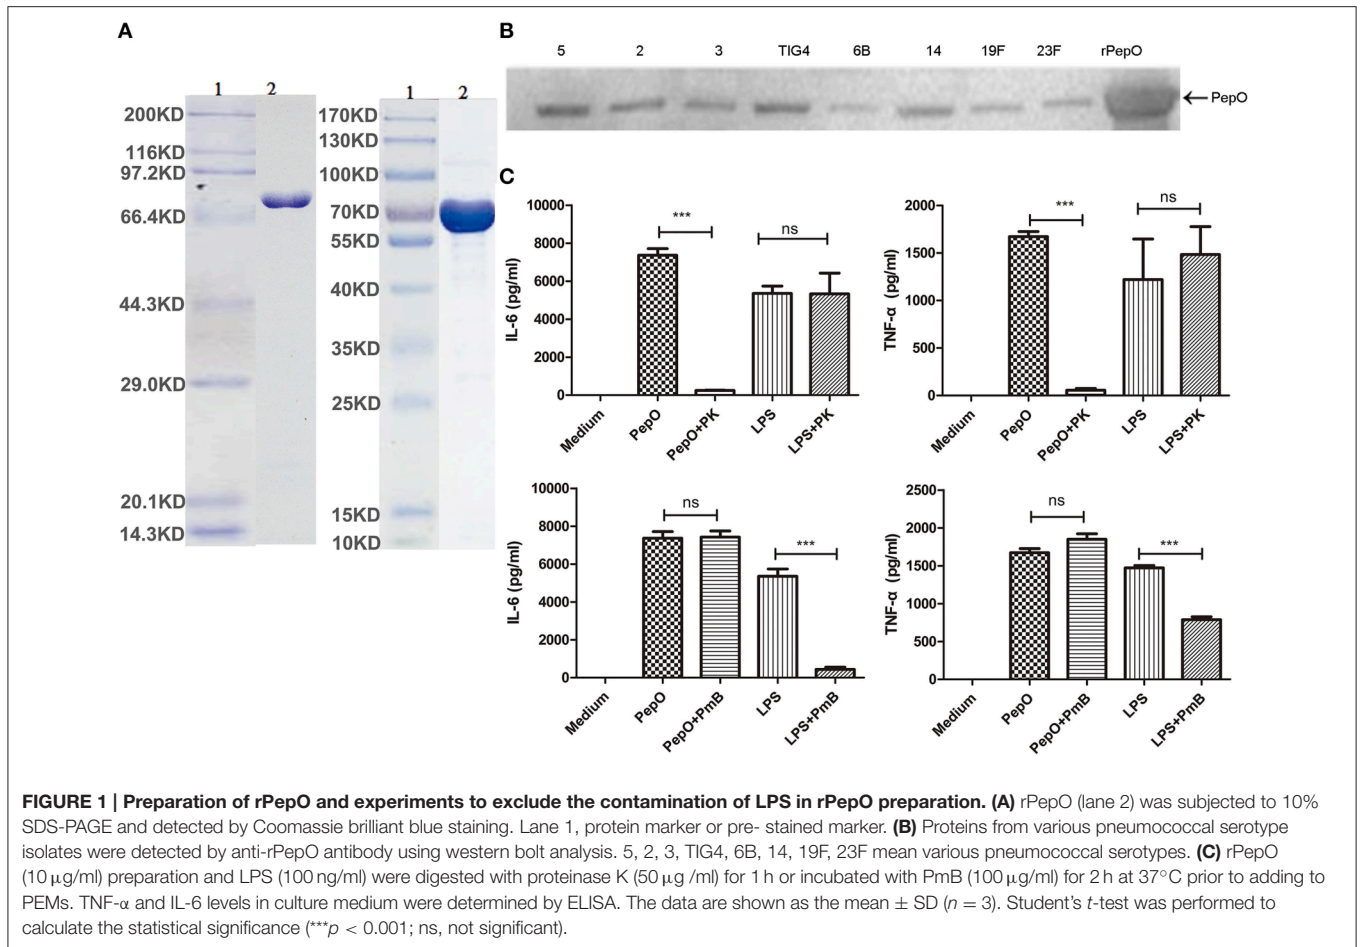 A
1 2
200KD
116KD
97.2KD
66.4KD
44.3KD
29.0KD
20.1KD
14.3KD
1 2
170KD
130KD
100KD
70KD
55KD
40KD
35KD
25KD
15KD
10KD
B
5 2 3 TIG4 6B 14 19F 23F rPepO
←PepO
C
IL-6 (pg/ml)
10000
8000
6000
4000
2000
0
*** ns
Medium PepO PepO+PK LPS LPS+PK
TNF-α (pg/ml)
2000
1500
1000
500
0
*** ns
Medium PepO PepO+PK LPS LPS+PK
IL-6 (pg/ml)
10000
8000
6000
4000
2000
0
ns ***
Medium PepO PepO+PmB LPS LPS+PmB
TNF-α (pg/ml)
2500
2000
1500
1000
500
0
ns ***
Medium PepO PepO+PmB LPS LPS+PmB
FIGURE 1 | Preparation of rPepO and experiments to exclude the contamination of LPS in rPepO preparation. (A) rPepO (lane 2) was subjected to 10%
SDS-PAGE and detected by Coomassie brilliant blue staining. Lane 1, protein marker or pre- stained marker. (B) Proteins from various pneumococcal serotype
isolates were detected by anti-rPepO antibody using western bolt analysis. 5, 2, 3, TIG4, 6B, 14, 19F, 23F mean various pneumococcal serotypes. (C) rPepO
(10 μg/ml) preparation and LPS (100 ng/ml) were digested with proteinase K (50 μg /ml) for 1 h or incubated with PmB (100 μg/ml) for 2 h at 37°C prior to adding to
PEMs. TNF-α and IL-6 levels in culture medium were determined by ELISA. The data are shown as the mean ± SD (n = 3). Student's t-test was performed to
calculate the statistical significance (***p < 0.001; ns, not significant).